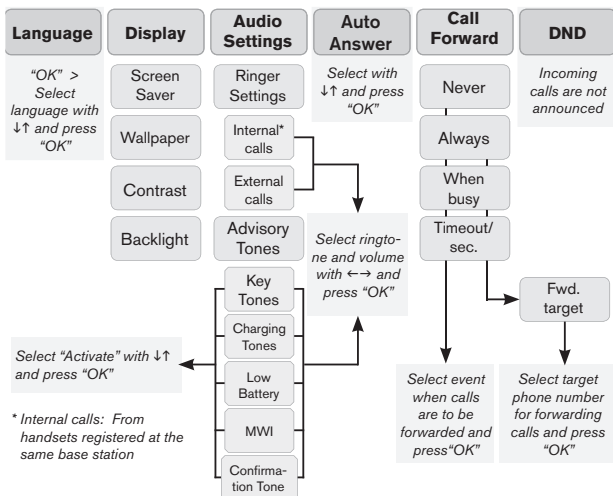 Language
Display
Audio
Settings
Auto
Answer
Call
Forward
DND
"OK" >
Select
language with
↓↑ and press
"OK"
Screen
Saver
Wallpaper
Contrast
Backlight
Ringer
Settings
Internal*
calls
External
calls
Advisory
Tones
Key
Tones
Charging
Tones
Low
Battery
MWI
Confirma-
tion Tone
Select with
↓↑ and press
"OK"
Select ringto-
ne and volume
with ←→ and
press "OK"
Never
Always
When
busy
Timeout/
sec.
Incoming
calls are not
announced
Fwd.
target
Select "Activate" with ↓↑
and press "OK"
* Internal calls: From
handsets registered at the
same base station
Select event
when calls
are to be
forwarded and
press"OK"
Select target
phone number
for forwarding
calls and press
"OK"